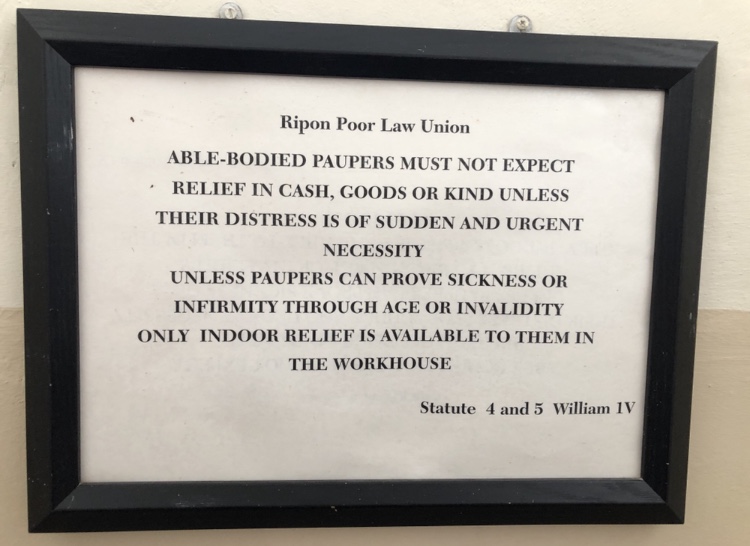 Ripon Poor Law Union
ABLE-BODIED PAUPERS MUST NOT EXPECT
RELIEF IN CASH, GOODS OR KIND UNLESS
THEIR DISTRESS IS OF SUDDEN AND URGENT
NECESSITY
UNLESS PAUPERS CAN PROVE SICKNESS OR
INFIRMITY THROUGH AGE OR INVALIDITY
ONLY INDOOR RELIEF IS AVAILABLE TO THEM IN
THE WORKHOUSE
Statute 4 and 5 William 1V